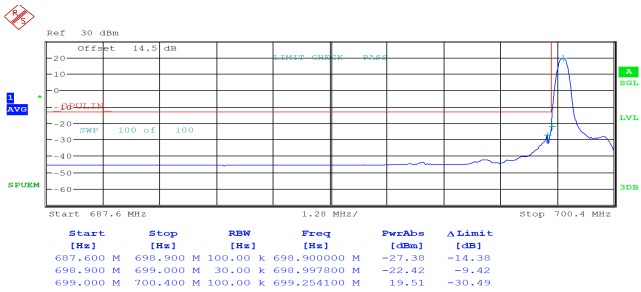 R S
Ref 30 dBm
Offset 14.5 dB
LIMIT CHECK PASS
20
A
10
SGL
0
1
*
AVG
-10
SPULIN
LVL
-20
SWP 100 of 100
-30
-40
-50
SPUEM
3DB
-60
Start 687.6 MHz 1.28 MHz/ Stop 700.4 MHz
Start Stop RBW Freq PwrAbs ΔLimit
[Hz] [Hz] [Hz] [Hz] [dBm] [dB]
687.600 M 698.900 M 100.00 k 698.900000 M -27.38 -14.38
698.900 M 699.000 M 30.00 k 698.997800 M -22.42 -9.42
699.000 M 700.400 M 100.00 k 699.254100 M 19.51 -30.49